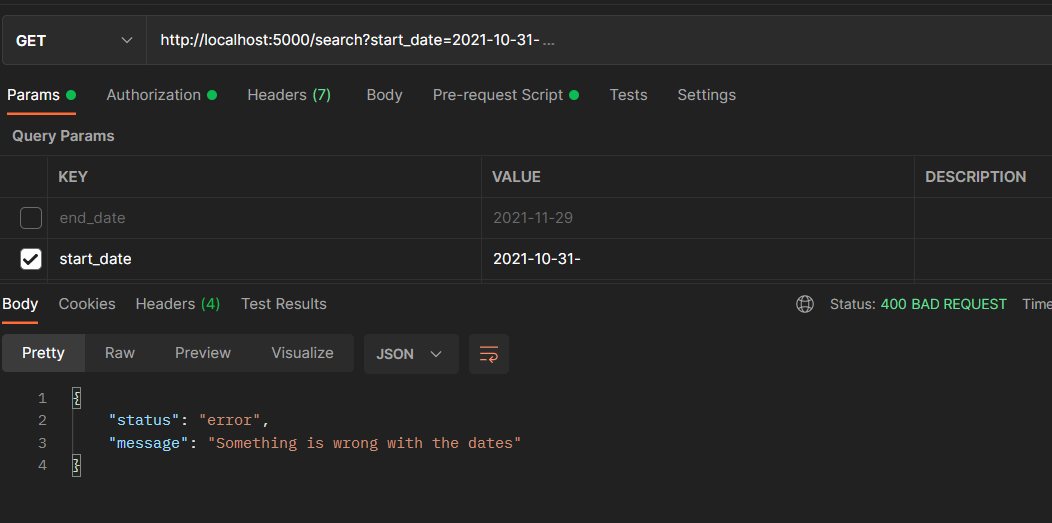 GET http://localhost:5000/search?start_date=2021-10-31- ...
Params Authorization Headers (7) Body Pre-request Script Tests Settings
Query Params
KEY VALUE DESCRIPTION
end_date 2021-11-29
start_date 2021-10-31-
Body Cookies Headers (4) Test Results Status: 400 BAD REQUEST Time
Pretty Raw Preview Visualize JSON
1 {
2 "status": "error",
3 "message": "Something is wrong with the dates"
4 }